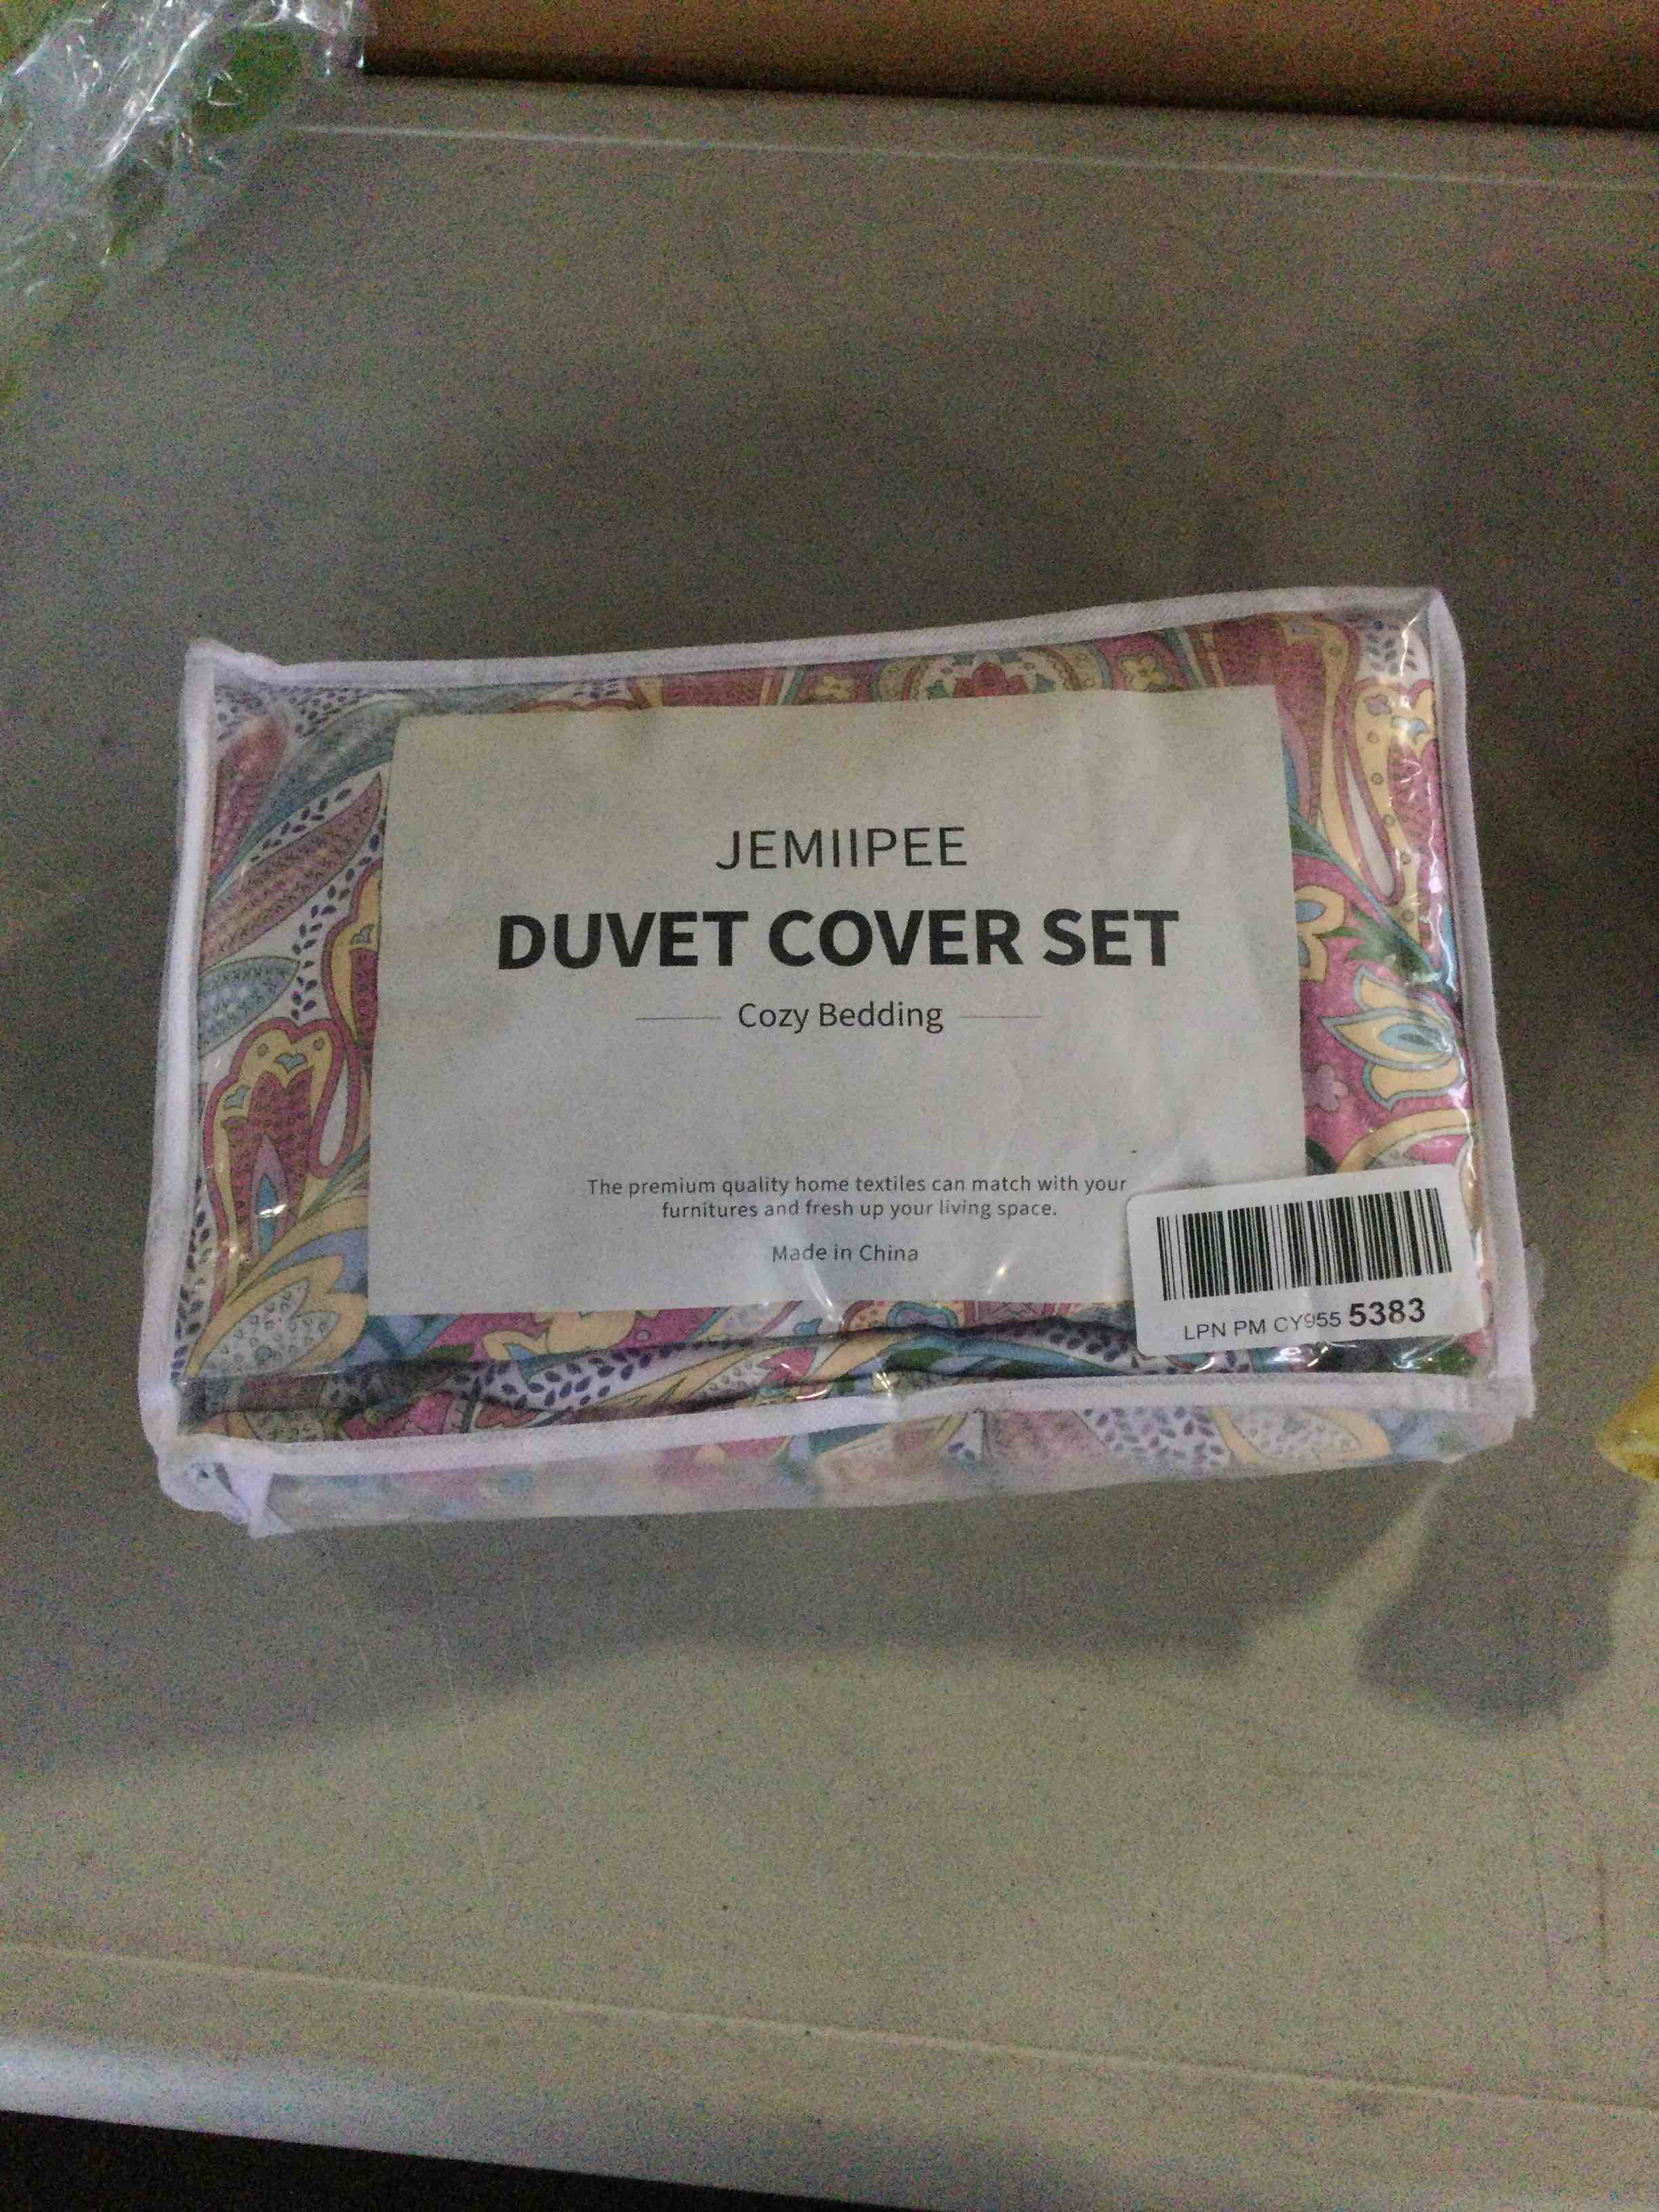 JEMIIPEE
DUVET COVER SET
Cozy Bedding
The premium quality home textiles can match with your
furnitures and fresh up your living space.
Made in China
LPN PM CY955 5383